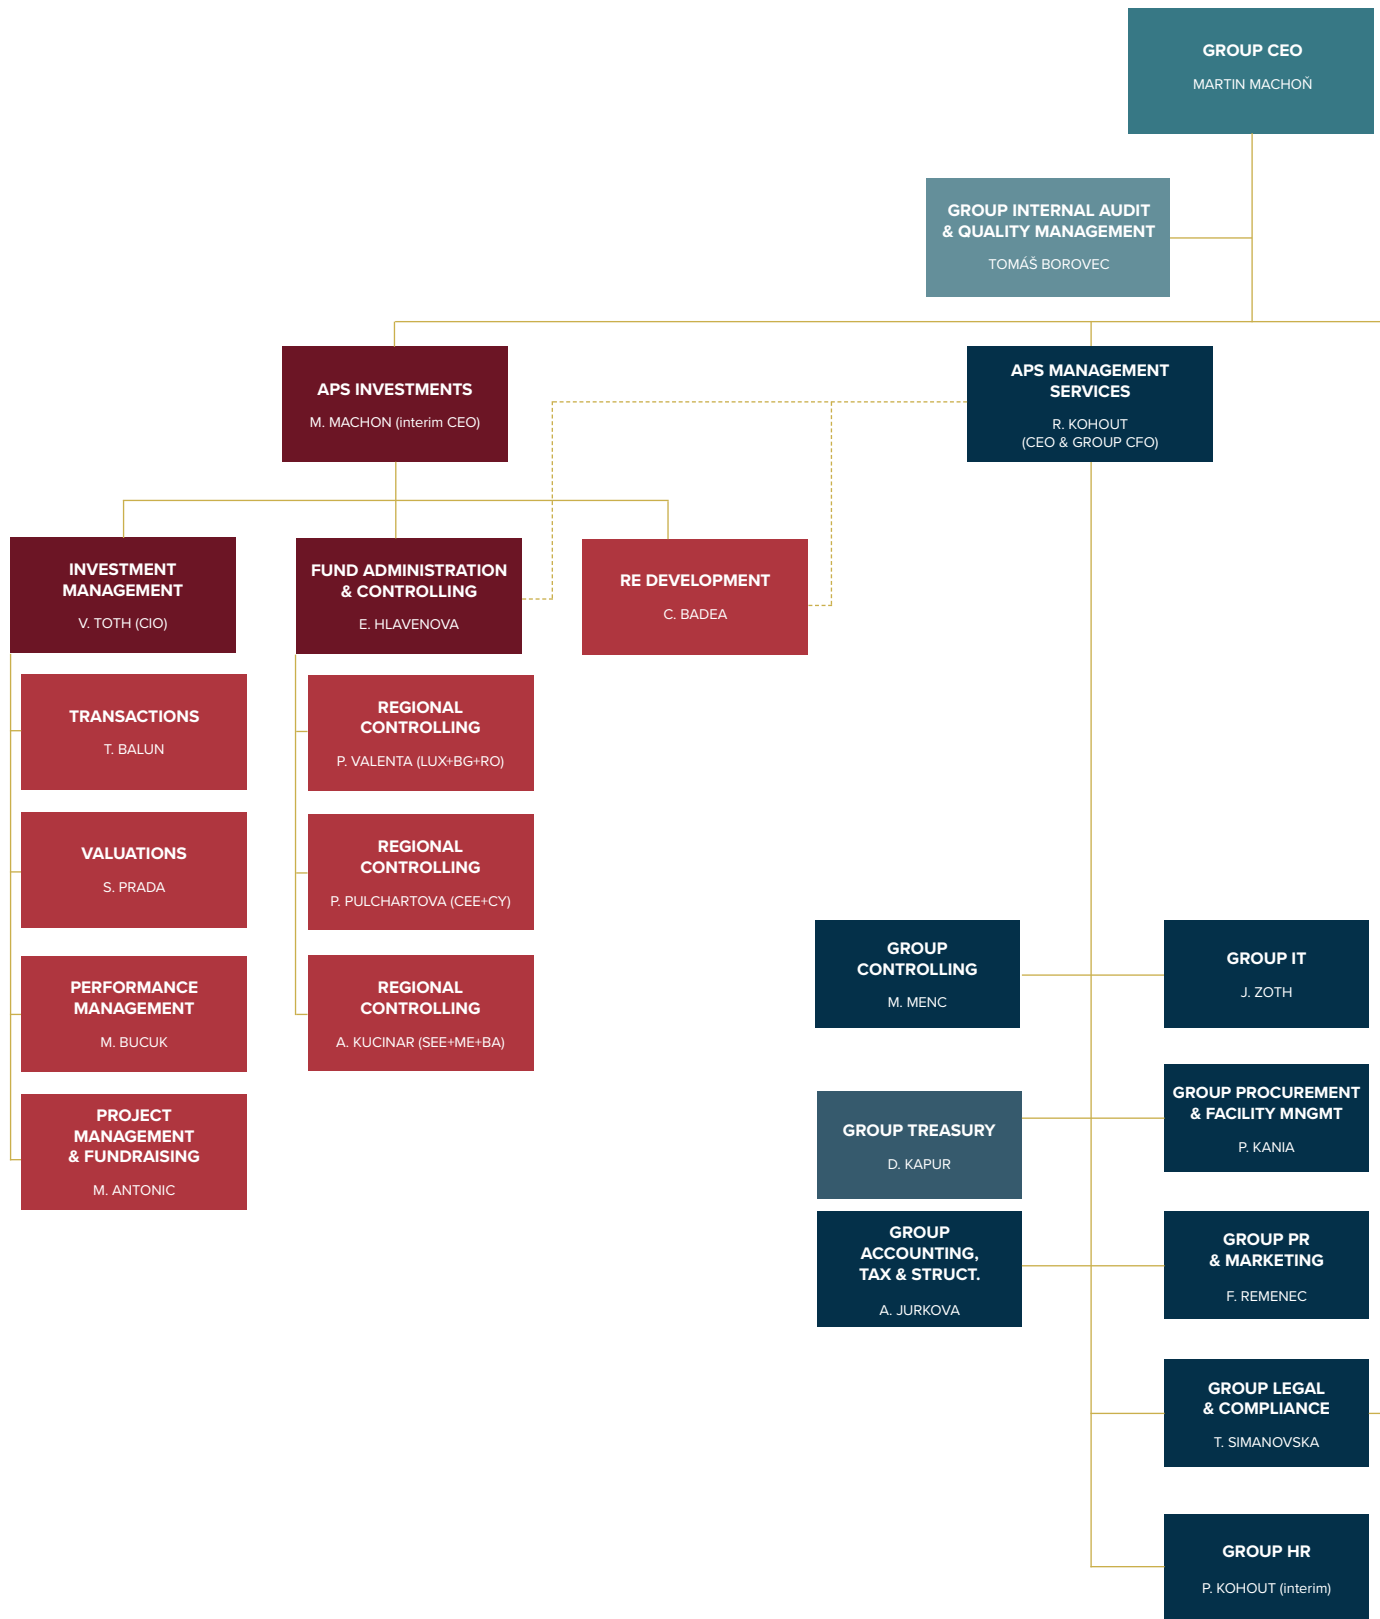 GROUP CEO
MARTIN MACHOŇ
GROUP INTERNAL AUDIT
& QUALITY MANAGEMENT
TOMÁŠ BOROVEC
APS INVESTMENTS
M. MACHON (interim CEO)
APS MANAGEMENT
SERVICES
R. KOHOUT
(CEO & GROUP CFO)
INVESTMENT
MANAGEMENT
V. TOTH (CIO)
FUND ADMINISTRATION
& CONTROLLING
E. HLAVENOVA
RE DEVELOPMENT
C. BADEA
TRANSACTIONS
T. BALUN
VALUATIONS
S. PRADA
PERFORMANCE
MANAGEMENT
M. BUCUK
PROJECT
MANAGEMENT
& FUNDRAISING
M. ANTONIC
REGIONAL
CONTROLLING
P. VALENTA (LUX+BG+RO)
REGIONAL
CONTROLLING
P. PULCHARTOVA (CEE+CY)
REGIONAL
CONTROLLING
A. KUCINAR (SEE+ME+BA)
GROUP
CONTROLLING
M. MENC
GROUP TREASURY
D. KAPUR
GROUP
ACCOUNTING,
TAX & STRUCT.
A. JURKOVA
GROUP IT
J. ZOTH
GROUP PROCUREMENT
& FACILITY MNGMT
P. KANIA
GROUP PR
& MARKETING
F. REMENEC
GROUP LEGAL
& COMPLIANCE
T. SIMANOVSKA
GROUP HR
P. KOHOUT (interim)